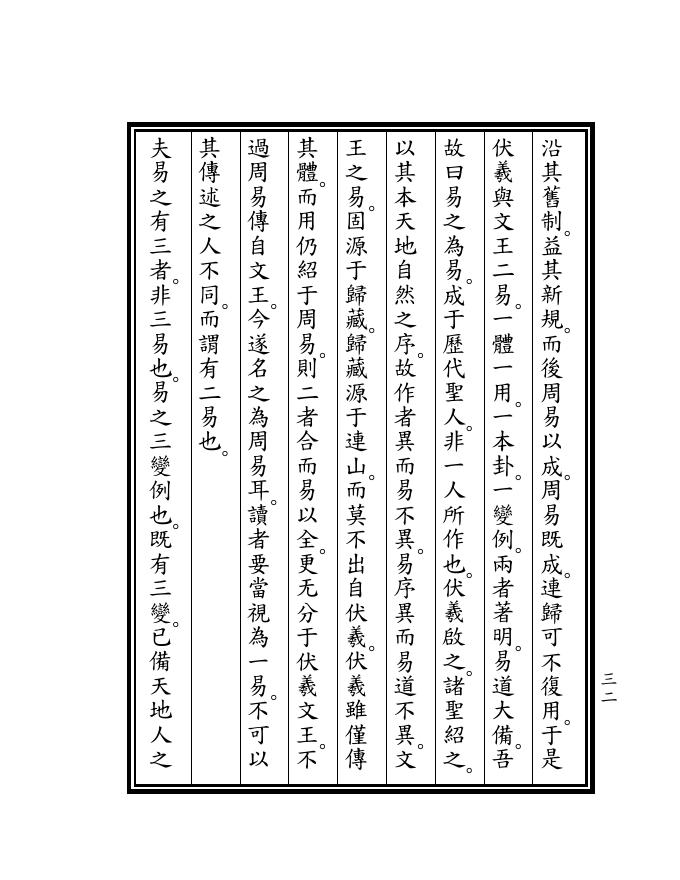 沿其舊制。益其新規。而後周易以成。周易既成。連歸可不復用。于是
伏羲與文王二易。一體一用。一本卦。一變例。兩者著明。易道大備。吾
故曰易之為易。成于歷代聖人。非一人所作也。伏羲啟之。諸聖紹之。
以其本天地自然之序。故作者異而易不異。易序異而易道不異。文
王之易。固源于歸藏。歸藏源于連山。而莫不出自伏羲。伏羲雖僅傳
其體。而用仍紹于周易。則二者合而易以全。更无分于伏羲文王。不
過周易傳自文王。今遂名之為周易耳。讀者要當視為一易。不可以
其傳述之人不同。而謂有二易也。
夫易之有三者。非三易也。易之三變例也。既有三變。已備天地人之
三二